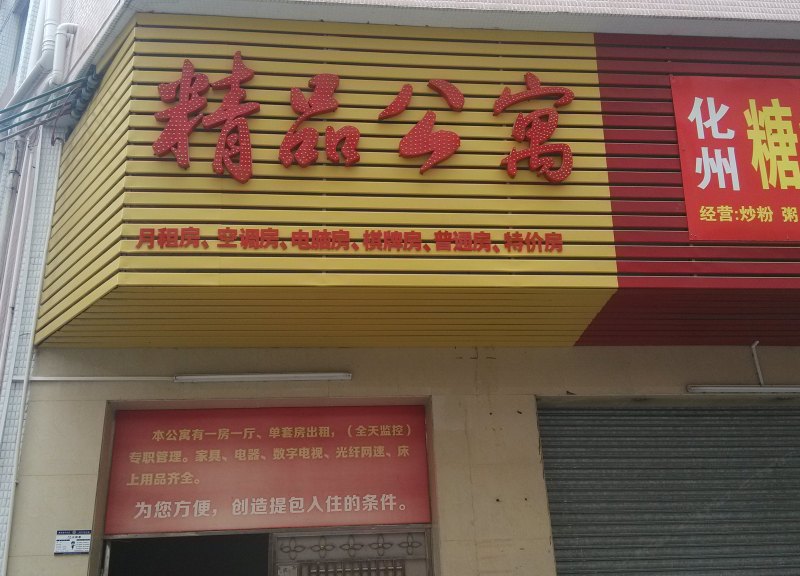 精品公寓
月租房、空调房、电脑房、棋牌房、普通房、特价房
化州
糖
经营:炒粉 粥
本公寓有一房一厅、单套房出租，（全天监控）
专职管理。家具、电器、数字电视、光纤网速、床
上用品齐全。
为您方便，创造提包入住的条件。